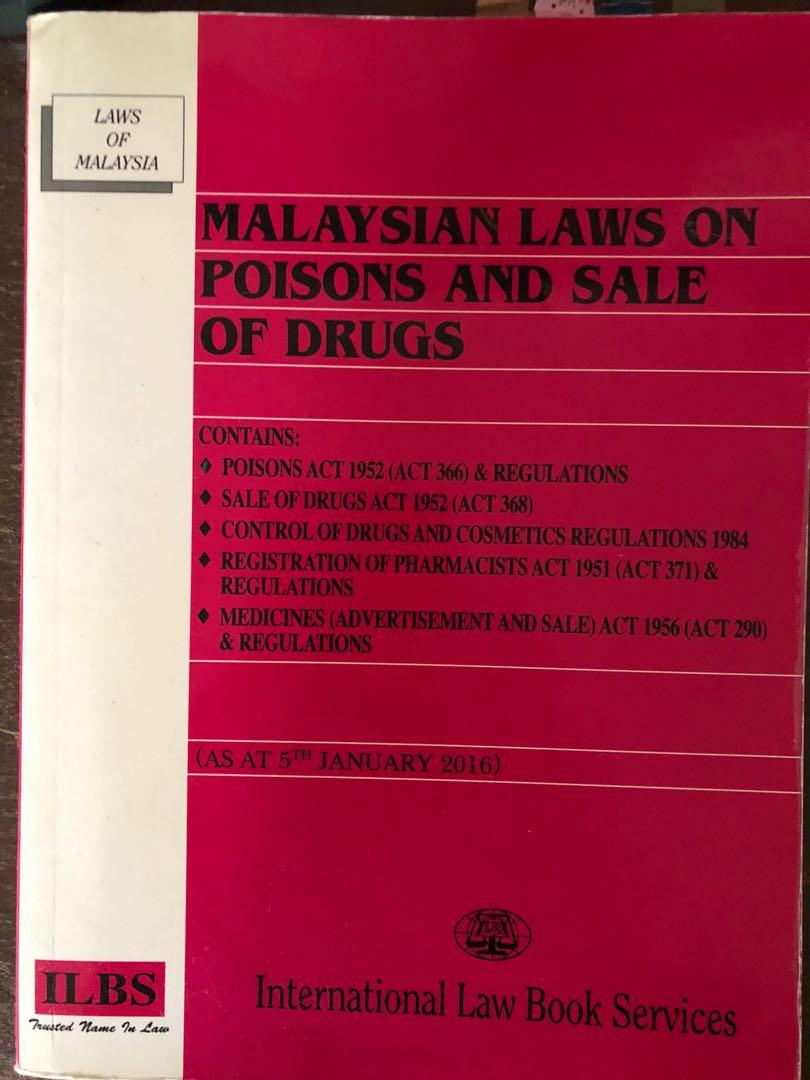 LAWS
OF
MALAYSIA
MALAYSIAN LAWS ON
POISONS AND SALE
OF DRUGS
CONTAINS:
♦ POISONS ACT 1952 (ACT 366) & REGULATIONS
♦ SALE OF DRUGS ACT 1952 (ACT 368)
♦ CONTROL OF DRUGS AND COSMETICS REGULATIONS 1984
♦ REGISTRATION OF PHARMACISTS ACT 1951 (ACT 371) &
REGULATIONS
♦ MEDICINES (ADVERTISEMENT AND SALE) ACT 1956 (ACT 290)
& REGULATIONS
(AS AT 5TH JANUARY 2016)
ILBS
International Law Book Services
ILBS
Trusted Name In Law